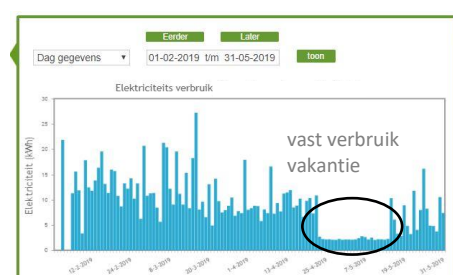 Eerder Later
Dag gegevens 01-02-2019 t/m 31-05-2019 toon
Elektriciteits verbruik
Elektriciteit (kWh)
30
25
20
15
10
5
0
vast verbruik
vakantie
12-2-2019 24-2-2019 8-3-2019 20-3-2019 1-4-2019 13-4-2019 25-4-2019 7-5-2019 19-5-2019 31-5-2019